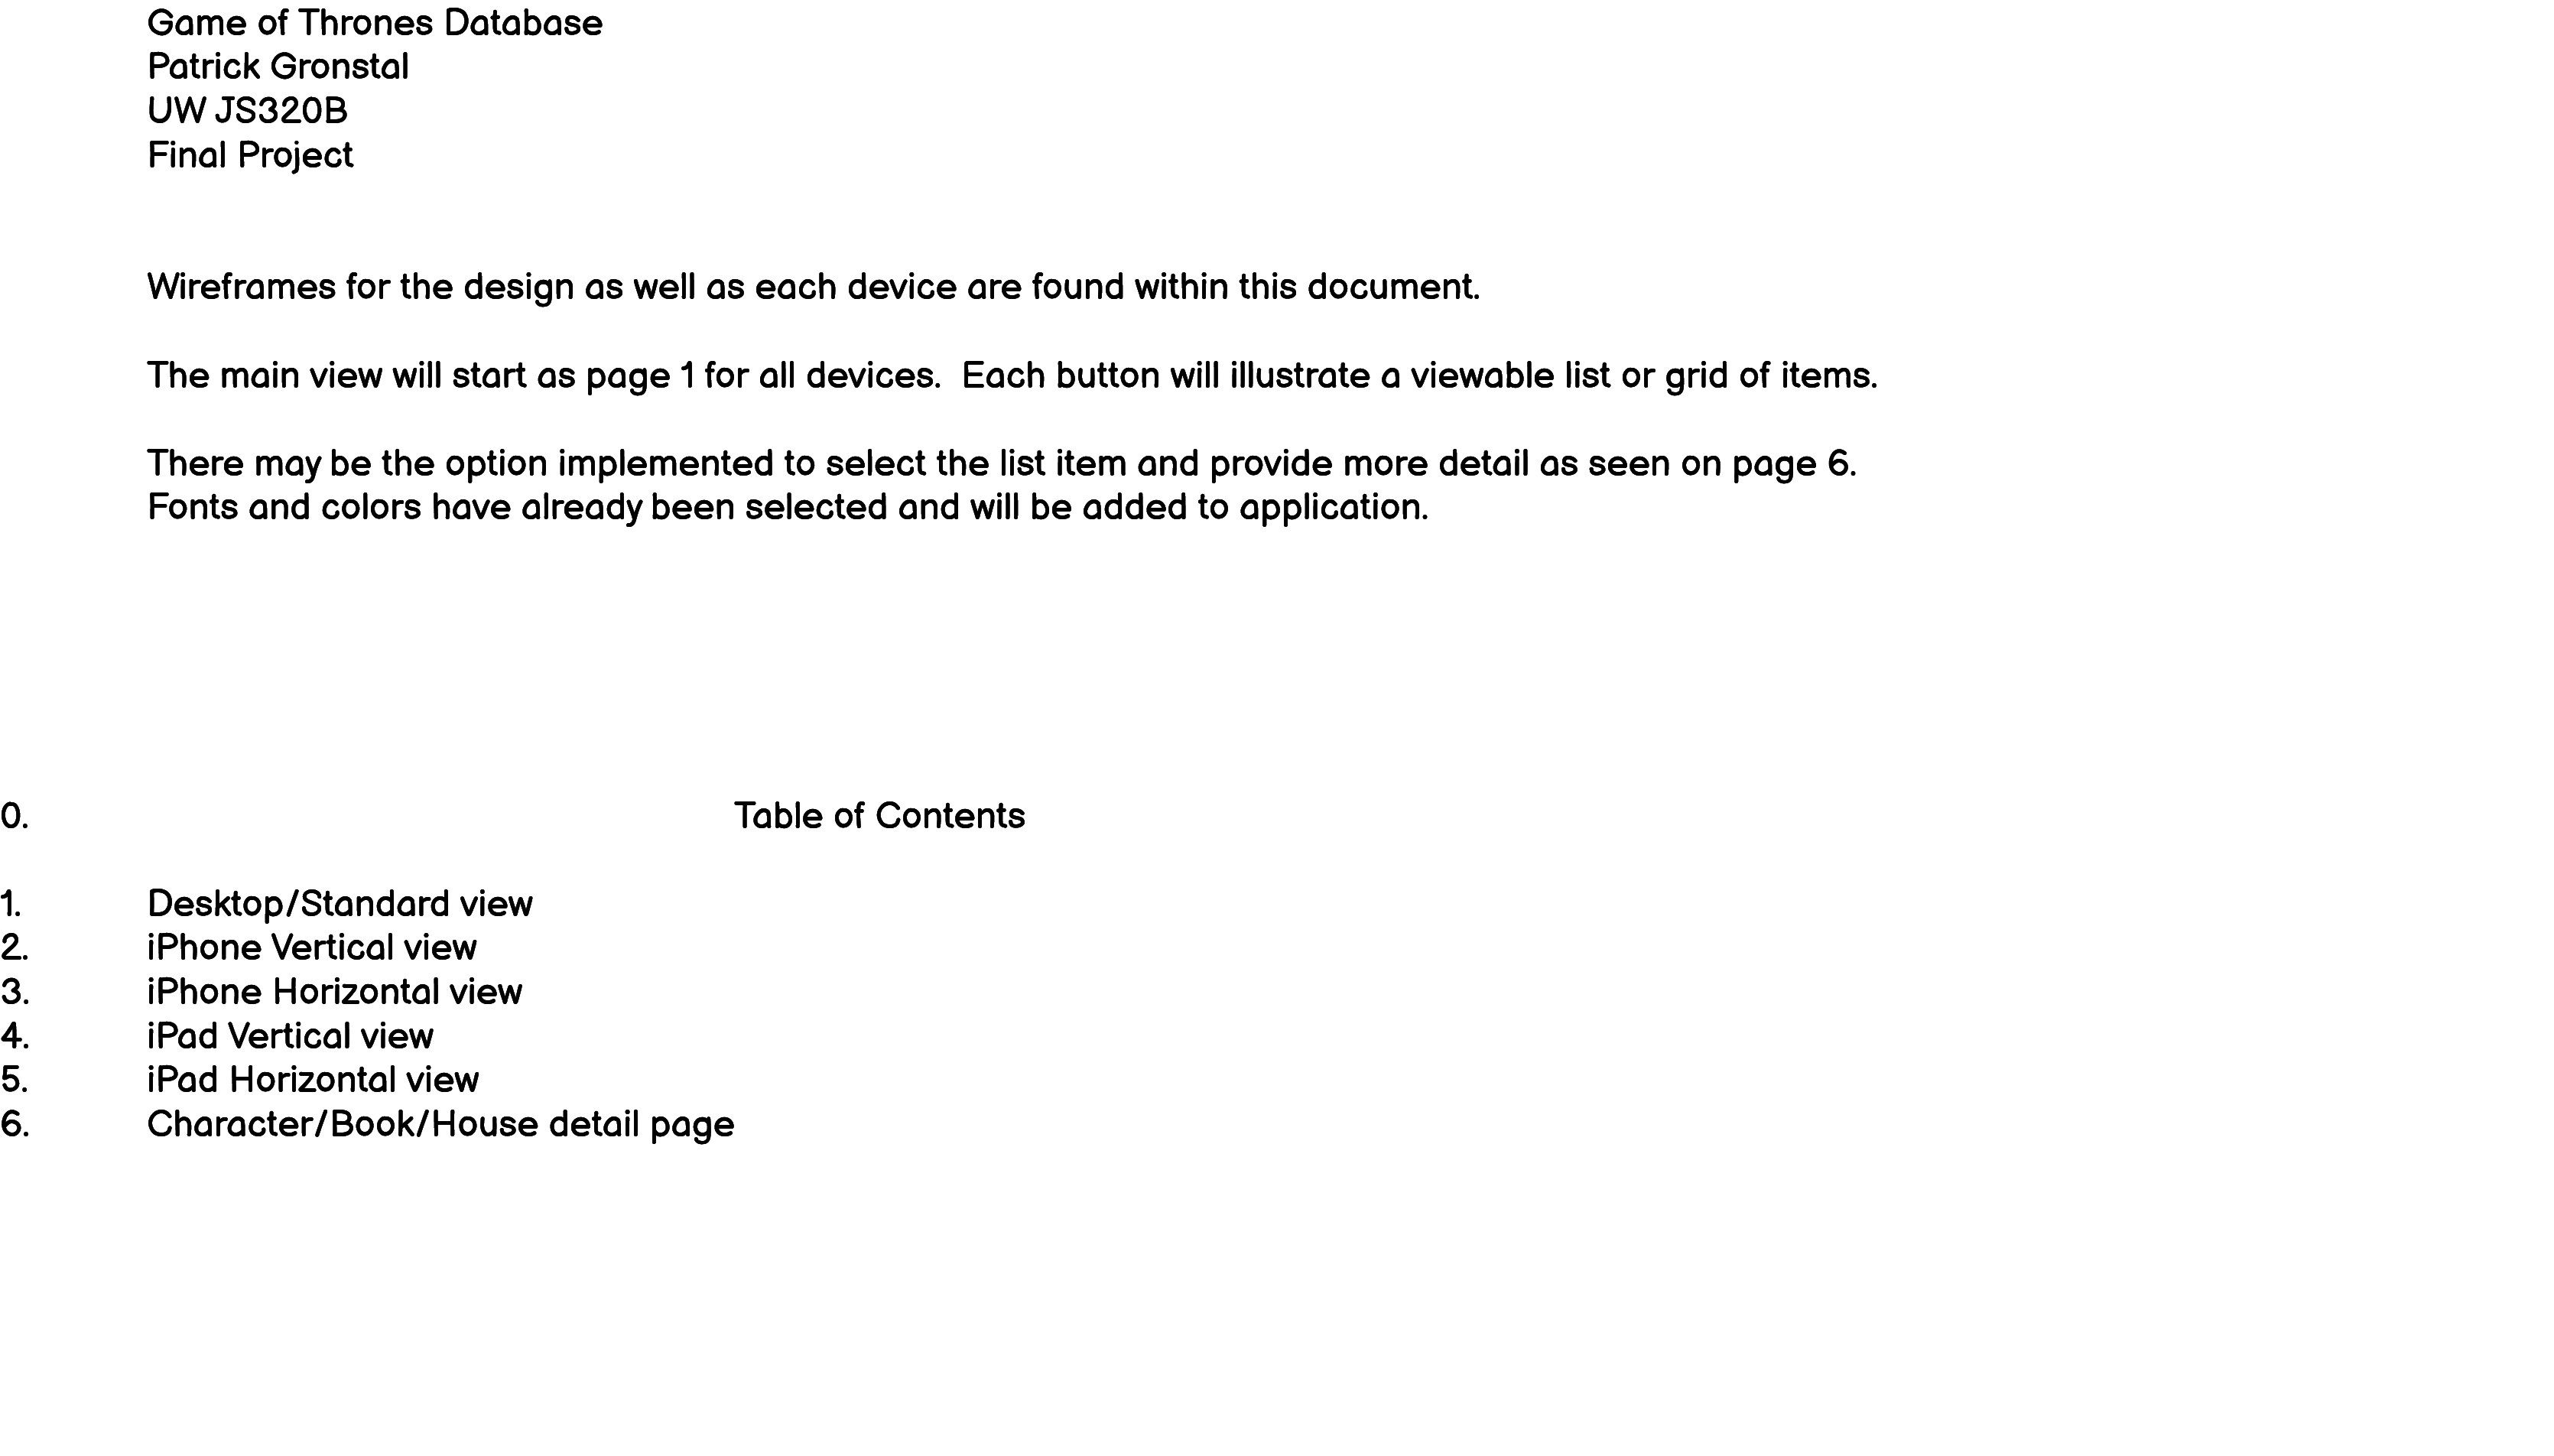 Game of Thrones Database
Patrick Gronstal
UW JS320B
Final Project
Wireframes for the design as well as each device are found within this document.
The main view will start as page 1 for all devices.  Each button will illustrate a viewable list or grid of items.
There may be the option implemented to select the list item and provide more detail as seen on page 6.
Fonts and colors have already been selected and will be added to application.
0. Table of Contents
1. Desktop/Standard view
2. iPhone Vertical view
3. iPhone Horizontal view
4. iPad Vertical view
5. iPad Horizontal view
6. Character/Book/House detail page